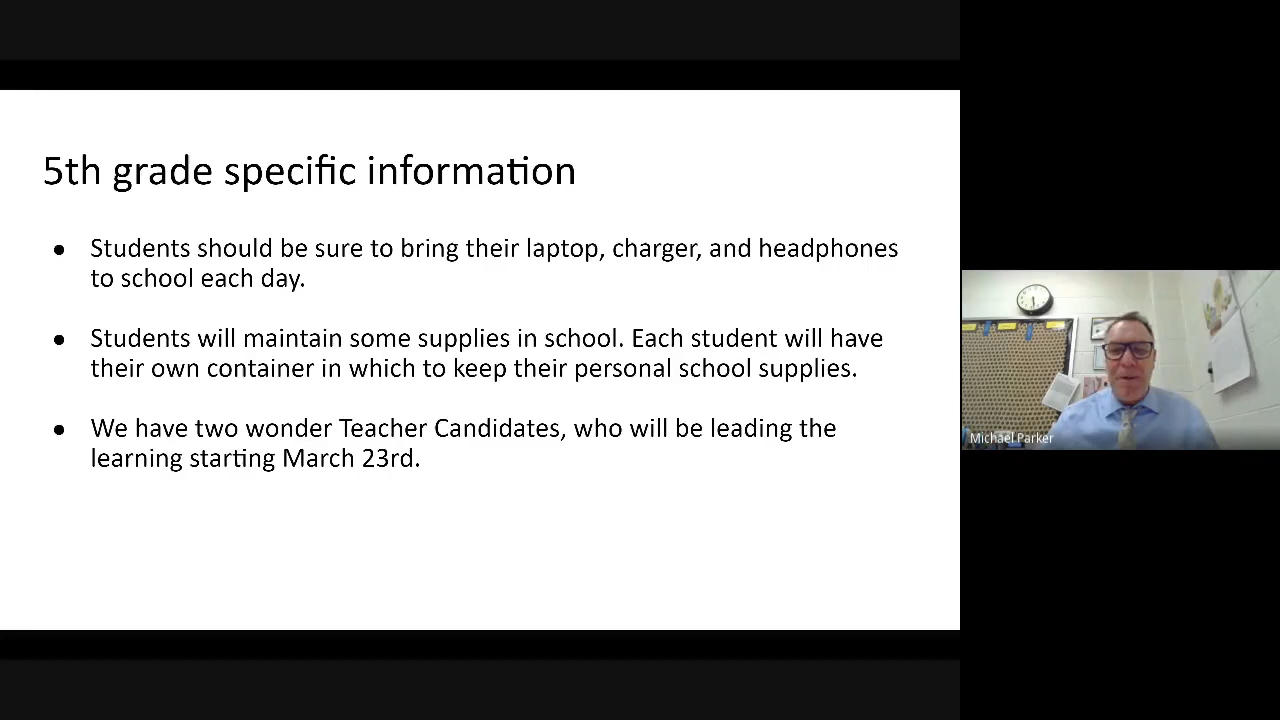 5th grade specific information
● Students should be sure to bring their laptop, charger, and headphones
to school each day.
● Students will maintain some supplies in school. Each student will have
their own container in which to keep their personal school supplies.
● We have two wonder Teacher Candidates, who will be leading the
learning starting March 23rd.
Michael Parker